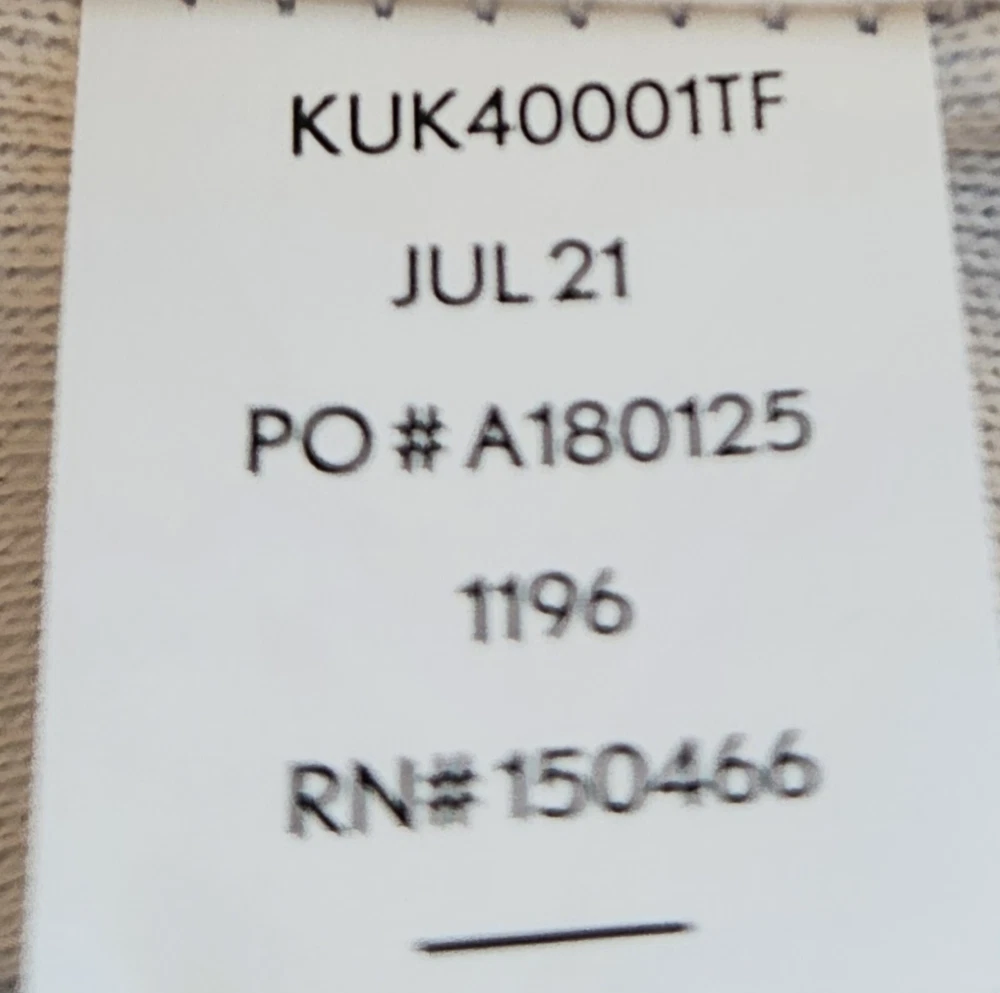 KUK40001TF
JUL 21
PO # A180125
1196
RN# 150466